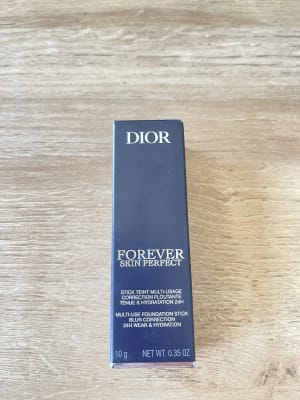 DIOR
FOREVER
SKIN PERFECT
STICK TEINT MULTI-USAGE
CORRECTION FLOUTANTE
TENUE & HYDRATATION 24H
MULTI-USE FOUNDATION STICK
BLUR CORRECTION
24H WEAR & HYDRATION
10 g NET WT. 0.35 OZ